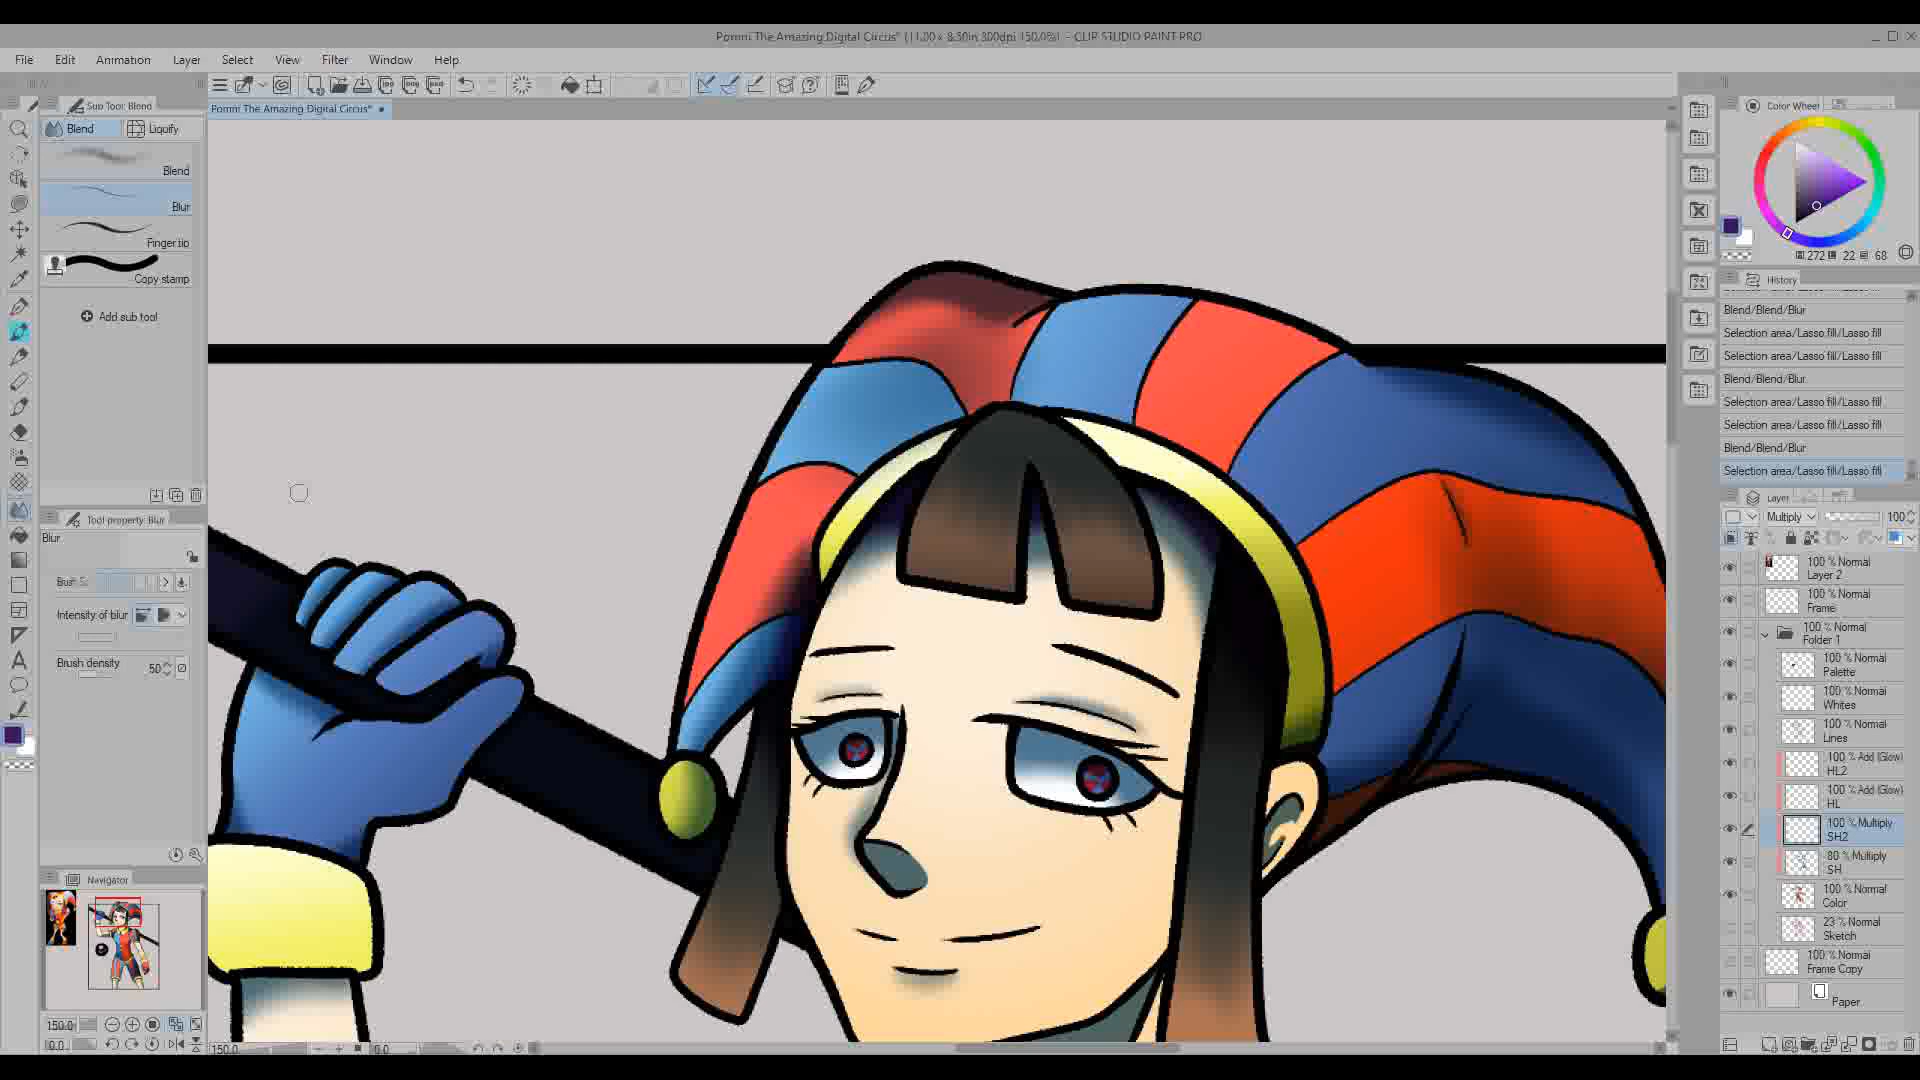 Pomni The Amazing Digital Circus* (11.00 x 8.50in 300dpi 150.0%) - CLIP STUDIO PAINT PRO
File Edit Animation Layer Select View Filter Window Help
Sub Tool: Blend
Pomni The Amazing Digital Circus*
Color Wheel
Blend Liquify
Blend
Blur
Fingertip
Copy stamp
Add sub tool
272 22 68
History
Blend/Blend/Blur
Selection area/Lasso fill/Lasso fill
Selection area/Lasso fill/Lasso fill
Blend/Blend/Blur
Selection area/Lasso fill/Lasso fill
Selection area/Lasso fill/Lasso fill
Blend/Blend/Blur
Selection area/Lasso fill/Lasso fill
Layer
Multiply 100
Tool property: Blur
Blur
Intensity of blur
Brush density 50
100 % Normal
Layer 2
100 % Normal
Frame
100 % Normal
Folder 1
100 % Normal
Palette
100 % Normal
Whites
100 % Normal
Lines
100 % Add (Glow)
HL2
100 % Add (Glow)
HL
100 % Multiply
SH2
80 % Multiply
SH
100 % Normal
Color
23 % Normal
Sketch
100 % Normal
Frame Copy
Paper
Navigator
150.0
0.0
150.0 0.0